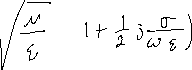 √(μ/ε) 1 + 1/2 j σ/(ωε))